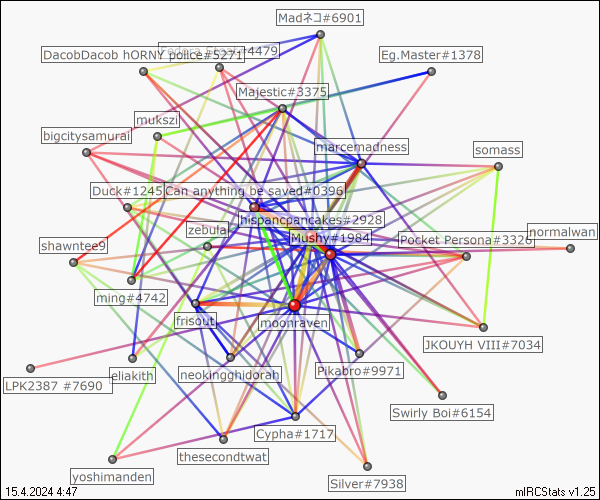 Madネコ#6901
DacobDacob hORNY police#5271
#4479
Eg.Master#1378
Majestic#3375
mukszi
bigcitysamurai
marcemadness
somass
Duck#1245
Can anything be saved#0396
hispancpancakes#2928
zebulal
Mushy#1984
normalwan
Pocket Persona#3326
shawntee9
ming#4742
frisout
moonraven
JKOUYH VIII#7034
Pikabro#9971
neokingghidorah
eliakith
LPK2387 #7690
Swirly Boi#6154
Cypha#1717
thesecondtwat
yoshimanden
Silver#7938
15.4.2024 4:47
mIRCStats v1.25